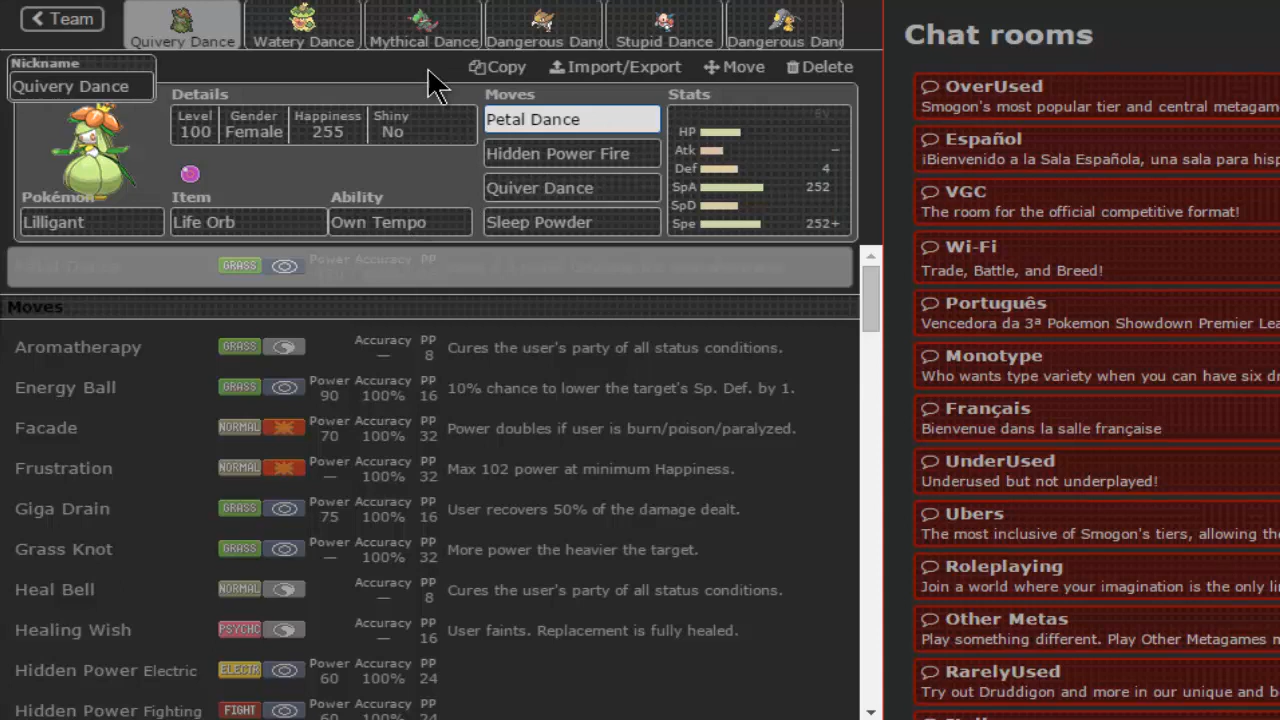 Team
Quivery Dance
Watery Dance
Mythical Dance
Dangerous Dan
Stupid Dance
Dangerous Dan
Nickname
Quivery Dance
Copy
Import/Export
Move
Delete
Details
Level
100
Gender
Female
Happiness
255
Shiny
No
Pokémon
Lilligant
Item
Life Orb
Ability
Own Tempo
Moves
Petal Dance
Hidden Power Fire
Quiver Dance
Sleep Powder
Stats
EV
HP
Atk –
Def 4
SpA 252
SpD
Spe 252+
GRASS Power Accuracy PP
Moves
Aromatherapy GRASS Accuracy — PP 8 Cures the user's party of all status conditions.
Energy Ball GRASS Power 90 Accuracy 100% PP 16 10% chance to lower the target's Sp. Def. by 1.
Facade NORMAL Power 70 Accuracy 100% PP 32 Power doubles if user is burn/poison/paralyzed.
Frustration NORMAL Power — Accuracy 100% PP 32 Max 102 power at minimum Happiness.
Giga Drain GRASS Power 75 Accuracy 100% PP 16 User recovers 50% of the damage dealt.
Grass Knot GRASS Power — Accuracy 100% PP 32 More power the heavier the target.
Heal Bell NORMAL Accuracy — PP 8 Cures the user's party of all status conditions.
Healing Wish PSYCHC Accuracy — PP 16 User faints. Replacement is fully healed.
Hidden Power Electric ELECTR Power 60 Accuracy 100% PP 24
Hidden Power Fighting FIGHT Power 60 Accuracy 100% PP 24
Chat rooms
OverUsed
Smogon's most popular tier and central metagam
Español
¡Bienvenido a la Sala Española, una sala para hisp
VGC
The room for the official competitive format!
Wi-Fi
Trade, Battle, and Breed!
Português
Vencedora da 3ª Pokemon Showdown Premier Lea
Monotype
Who wants type variety when you can have six d
Français
Bienvenue dans la salle française
UnderUsed
Underused but not underplayed!
Ubers
The most inclusive of Smogon's tiers, allowing th
Roleplaying
Join a world where your imagination is the only li
Other Metas
Play something different. Play Other Metagames
RarelyUsed
Try out Druddigon and more in our unique and b